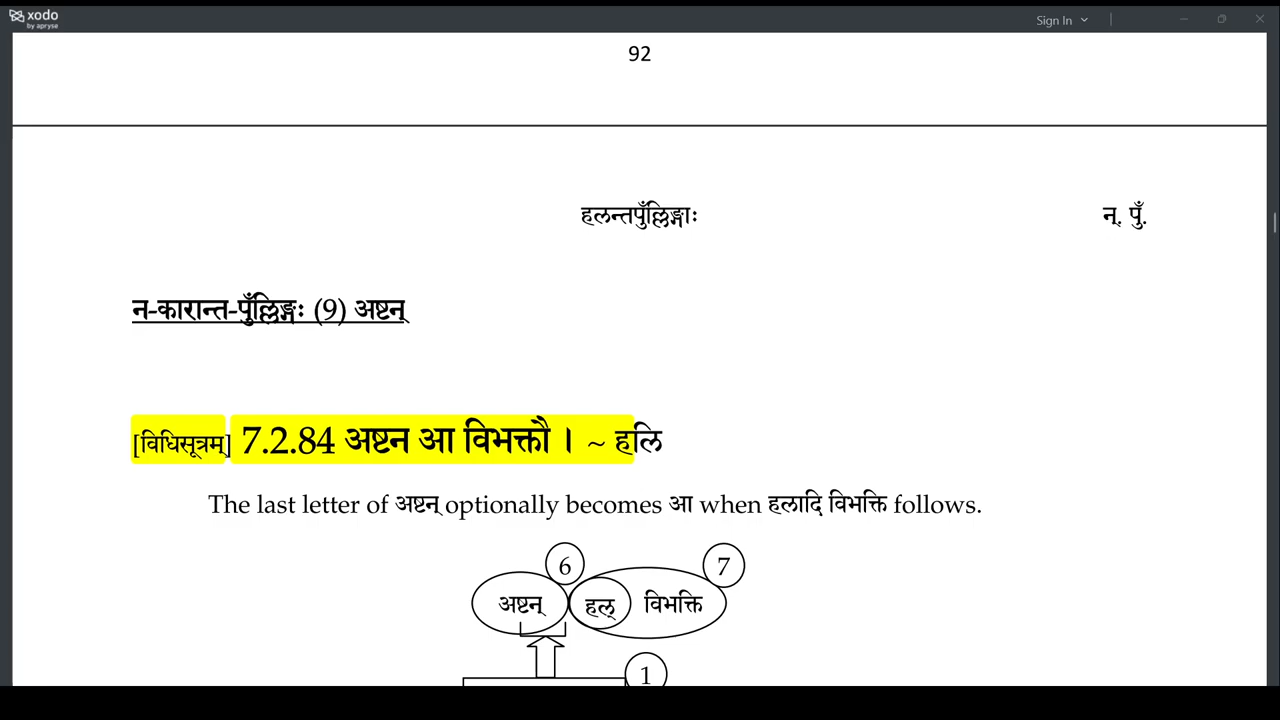 xodo
by apryse
Sign In
92
हलन्तपुँल्लिङ्गाः
न्. पुँ.
न-कारान्त-पुँल्लिङ्गः (9) अष्टन्
[विधिसूत्रम्] 7.2.84 अष्टन आ विभक्तौ । ~ हलि
The last letter of अष्टन् optionally becomes आ when हलादि विभक्ति follows.
6
7
अष्टन्
हल्
विभक्ति
1